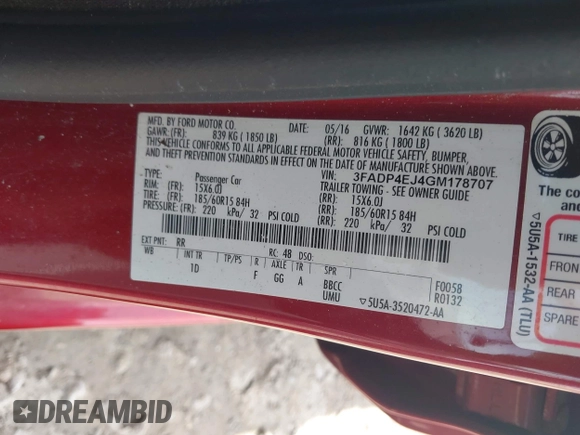 MFD. BY FORD MOTOR CO.
DATE: 05/16 GVWR: 1642 KG ( 3620 LB)
GAWR: (FR): 839 KG ( 1850 LB) (RR): 816 KG ( 1800 LB)
THIS VEHICLE CONFORMS TO ALL APPLICABLE FEDERAL MOTOR VEHICLE SAFETY, BUMPER,
AND THEFT PREVENTION STANDARDS IN EFFECT ON THE DATE OF MANUFACTURE SHOWN ABOVE.
VIN: 3FADP4EJ4GM178707
TYPE: Passenger Car TRAILER TOWING - SEE OWNER GUIDE
RIM: (FR) 15X6.0J (RR): 15X6.0J
TIRE: (FR) 185/60R15 84H (RR): 185/60R15 84H
PRESSURE: (FR) 220 kPa/ 32 PSI COLD (RR): 220 kPa/ 32 PSI COLD
EXT PNT: RR RC: 48 DSO:
WB INT TR TP/PS R AXLE TR SPR
1D F GG A BBCC F0058
UMU R0132
▽5U5A-3520472-AA
The co
and
TIRE
FRON
REAR
SPARE
▽5U5A-1532-AA (TLU)
DREAMBID